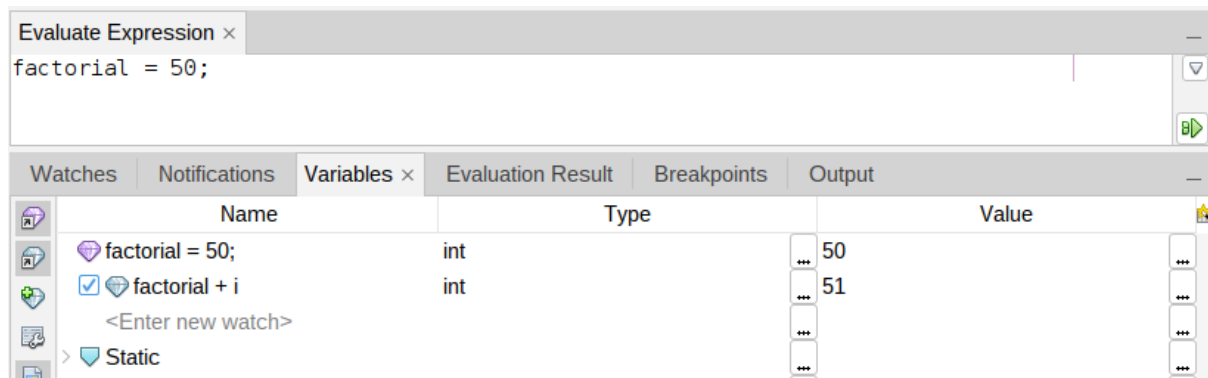 Evaluate Expression
factorial = 50;
Watches Notifications Variables Evaluation Result Breakpoints Output
Name Type Value
factorial = 50; int ... 50 ...
factorial + i int ... 51 ...
<Enter new watch> ... ...
Static ... ...